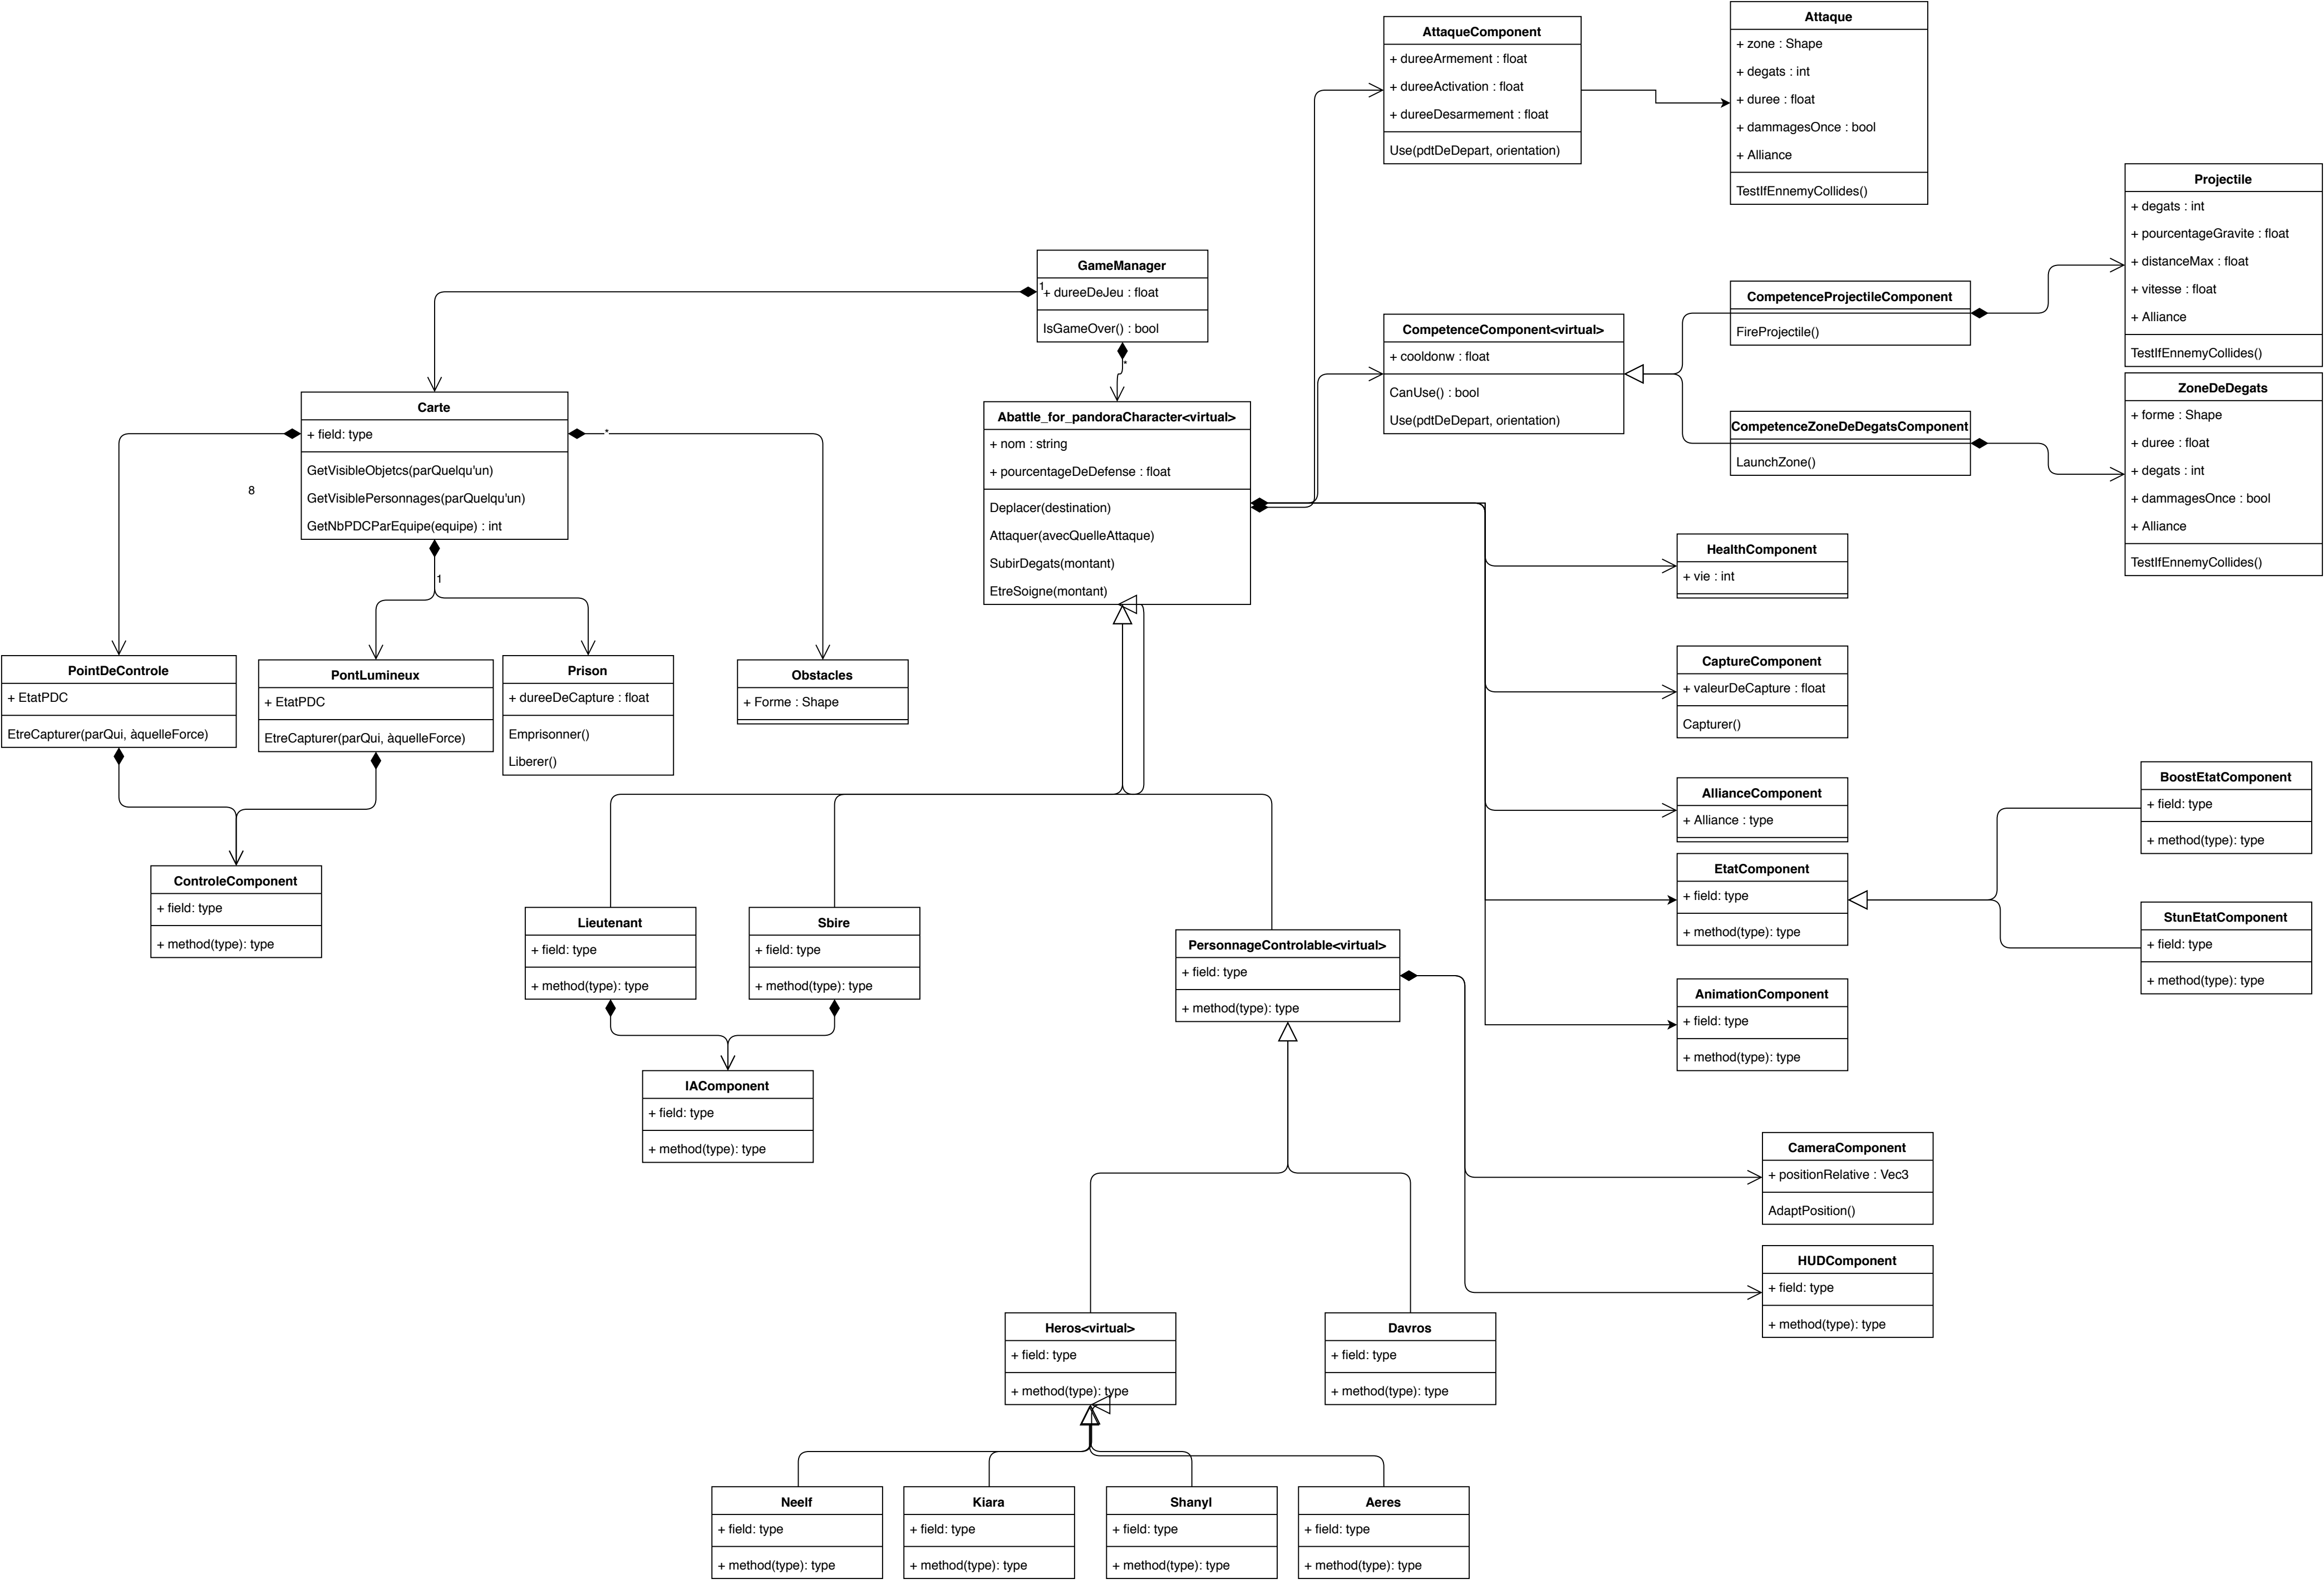 Attaque
+ zone : Shape
+ degats : int
+ duree : float
+ dammagesOnce : bool
+ Alliance
TestIfEnnemyCollides()
AttaqueComponent
+ dureeArmement : float
+ dureeActivation : float
+ dureeDesarmement : float
Use(pdtDeDepart, orientation)
Projectile
+ degats : int
+ pourcentageGravite : float
+ distanceMax : float
+ vitesse : float
+ Alliance
TestIfEnnemyCollides()
GameManager
1
+ dureeDeJeu : float
IsGameOver() : bool
*
CompetenceProjectileComponent
FireProjectile()
CompetenceComponent<virtual>
+ cooldonw : float
CanUse() : bool
Use(pdtDeDepart, orientation)
ZoneDeDegats
+ forme : Shape
+ duree : float
+ degats : int
+ dammagesOnce : bool
+ Alliance
TestIfEnnemyCollides()
CompetenceZoneDeDegatsComponent
LaunchZone()
Carte
+ field: type
GetVisibleObjetcs(parQuelqu'un)
GetVisiblePersonnages(parQuelqu'un)
GetNbPDCParEquipe(equipe) : int
*
8
1
Abattle_for_pandoraCharacter<virtual>
+ nom : string
+ pourcentageDeDefense : float
Deplacer(destination)
Attaquer(avecQuelleAttaque)
SubirDegats(montant)
EtreSoigne(montant)
HealthComponent
+ vie : int
CaptureComponent
+ valeurDeCapture : float
Capturer()
PointDeControle
+ EtatPDC
EtreCapturer(parQui, àquelleForce)
PontLumineux
+ EtatPDC
EtreCapturer(parQui, àquelleForce)
Prison
+ dureeDeCapture : float
Emprisonner()
Liberer()
Obstacles
+ Forme : Shape
AllianceComponent
+ Alliance : type
BoostEtatComponent
+ field: type
+ method(type): type
EtatComponent
+ field: type
+ method(type): type
StunEtatComponent
+ field: type
+ method(type): type
ControleComponent
+ field: type
+ method(type): type
Lieutenant
+ field: type
+ method(type): type
Sbire
+ field: type
+ method(type): type
PersonnageControlable<virtual>
+ field: type
+ method(type): type
AnimationComponent
+ field: type
+ method(type): type
IAComponent
+ field: type
+ method(type): type
CameraComponent
+ positionRelative : Vec3
AdaptPosition()
HUDComponent
+ field: type
+ method(type): type
Heros<virtual>
+ field: type
+ method(type): type
Davros
+ field: type
+ method(type): type
Neelf
+ field: type
+ method(type): type
Kiara
+ field: type
+ method(type): type
Shanyl
+ field: type
+ method(type): type
Aeres
+ field: type
+ method(type): type